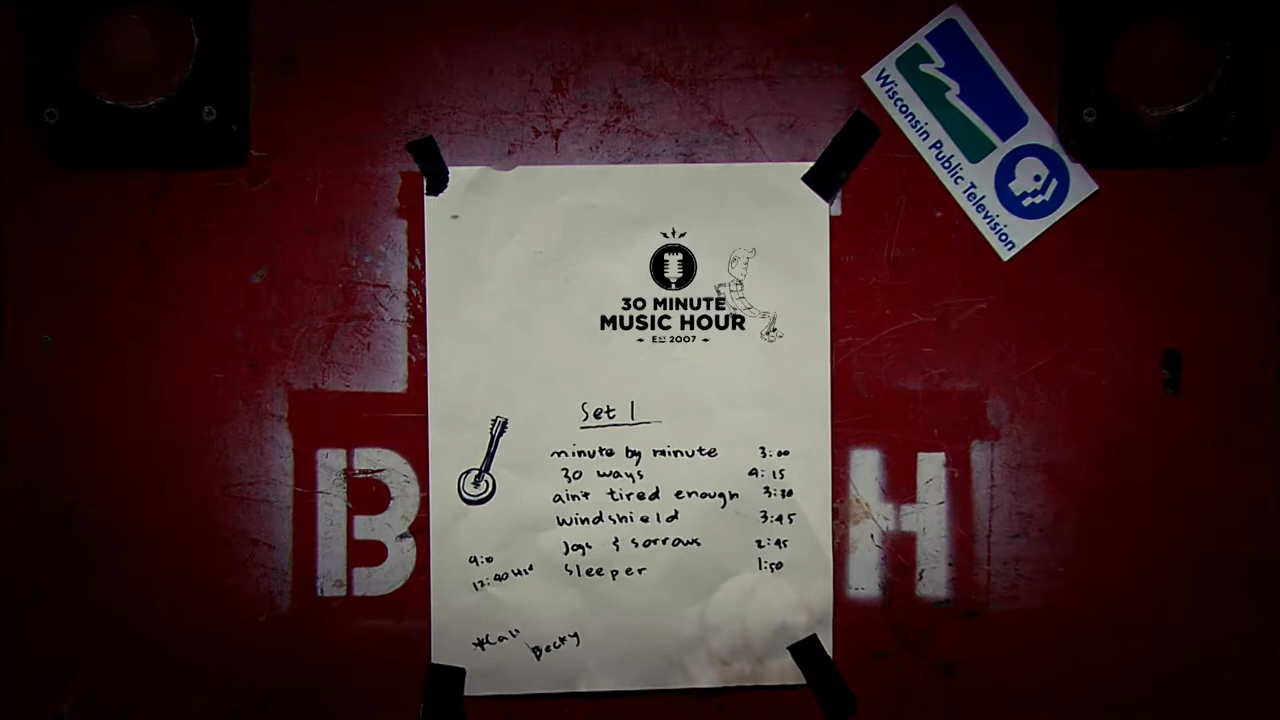 Wisconsin Public Television
30 MINUTE
MUSIC HOUR
EST 2007
Set 1
minute by minute 3:00
30 ways 4:15
ain't tired enough 3:30
windshield 3:45
Joys & sorrows 2:45
sleeper 1:50
B H
*Call
Becky